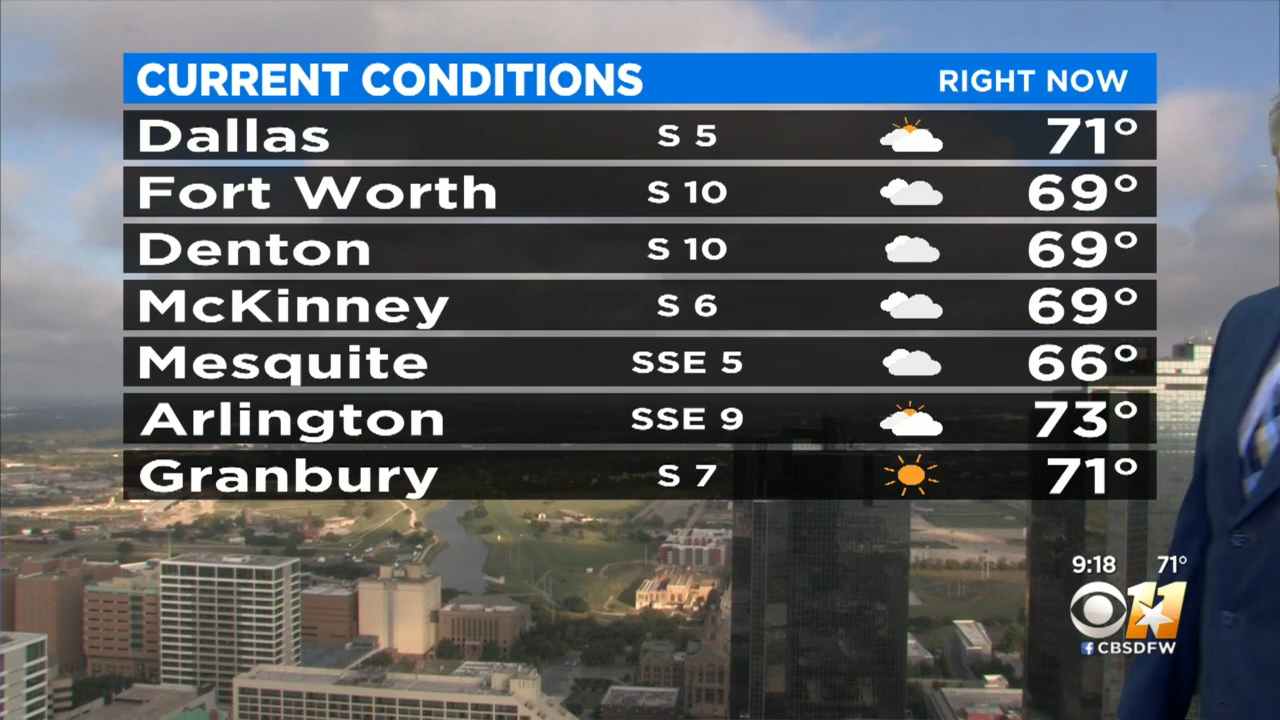 CURRENT CONDITIONS RIGHT NOW
Dallas S 5 71°
Fort Worth S 10 69°
Denton S 10 69°
McKinney S 6 69°
Mesquite SSE 5 66°
Arlington SSE 9 73°
Granbury S 7 71°
9:18 71°
11
f CBSDFW